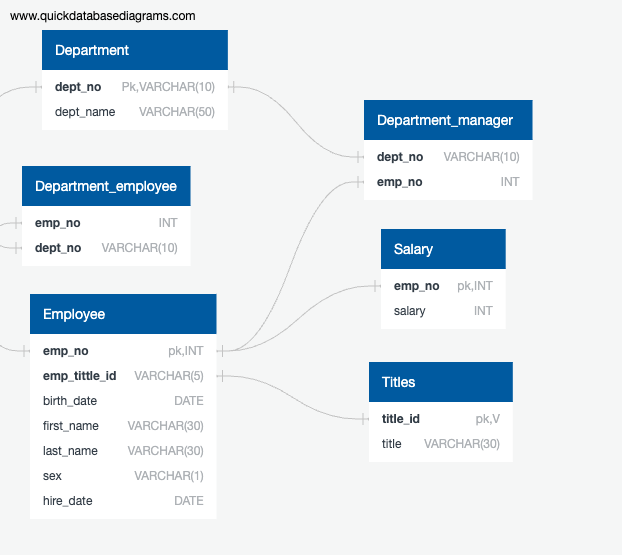 www.quickdatabasediagrams.com
Department
dept_no Pk,VARCHAR(10)
dept_name VARCHAR(50)
Department_manager
dept_no VARCHAR(10)
emp_no INT
Department_employee
emp_no INT
dept_no VARCHAR(10)
Salary
emp_no pk,INT
salary INT
Employee
emp_no pk,INT
emp_tittle_id VARCHAR(5)
birth_date DATE
first_name VARCHAR(30)
last_name VARCHAR(30)
sex VARCHAR(1)
hire_date DATE
Titles
title_id pk,V
title VARCHAR(30)